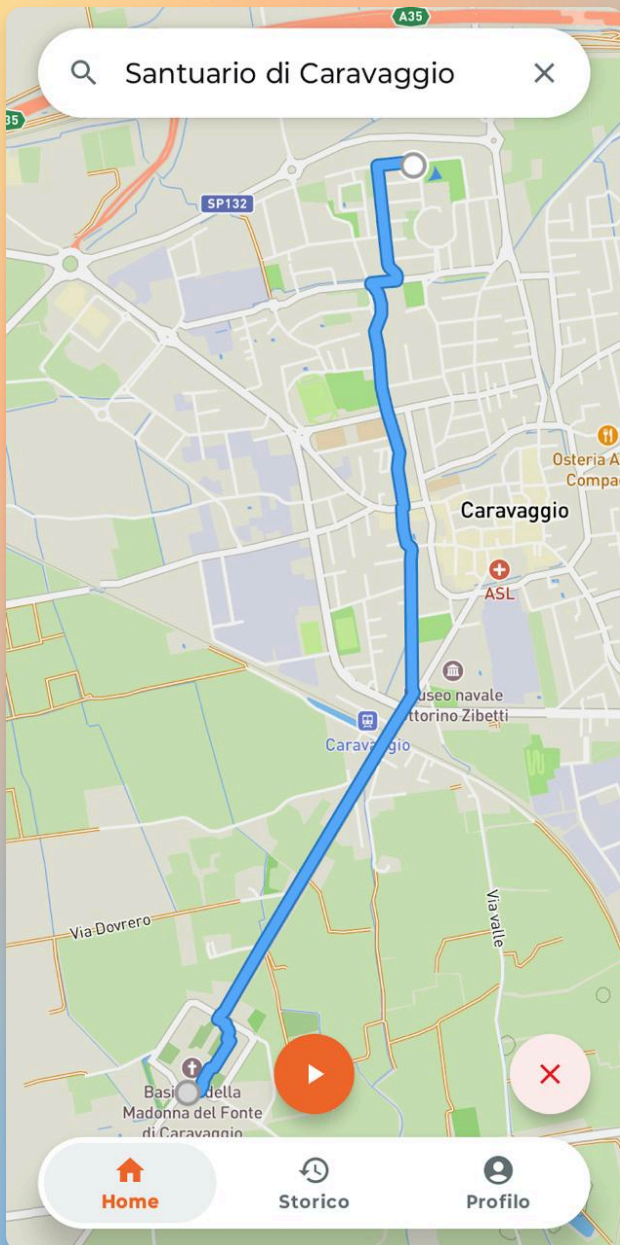 A35
Santuario di Caravaggio
35
SP132
Osteria A
Compa
Caravaggio
ASL
useo navale
ttorino Zibetti
Caravaggio
Via Dovrero
Via valle
Basi della
Madonna del Fonte
di Caravaggio
Home
Storico
Profilo